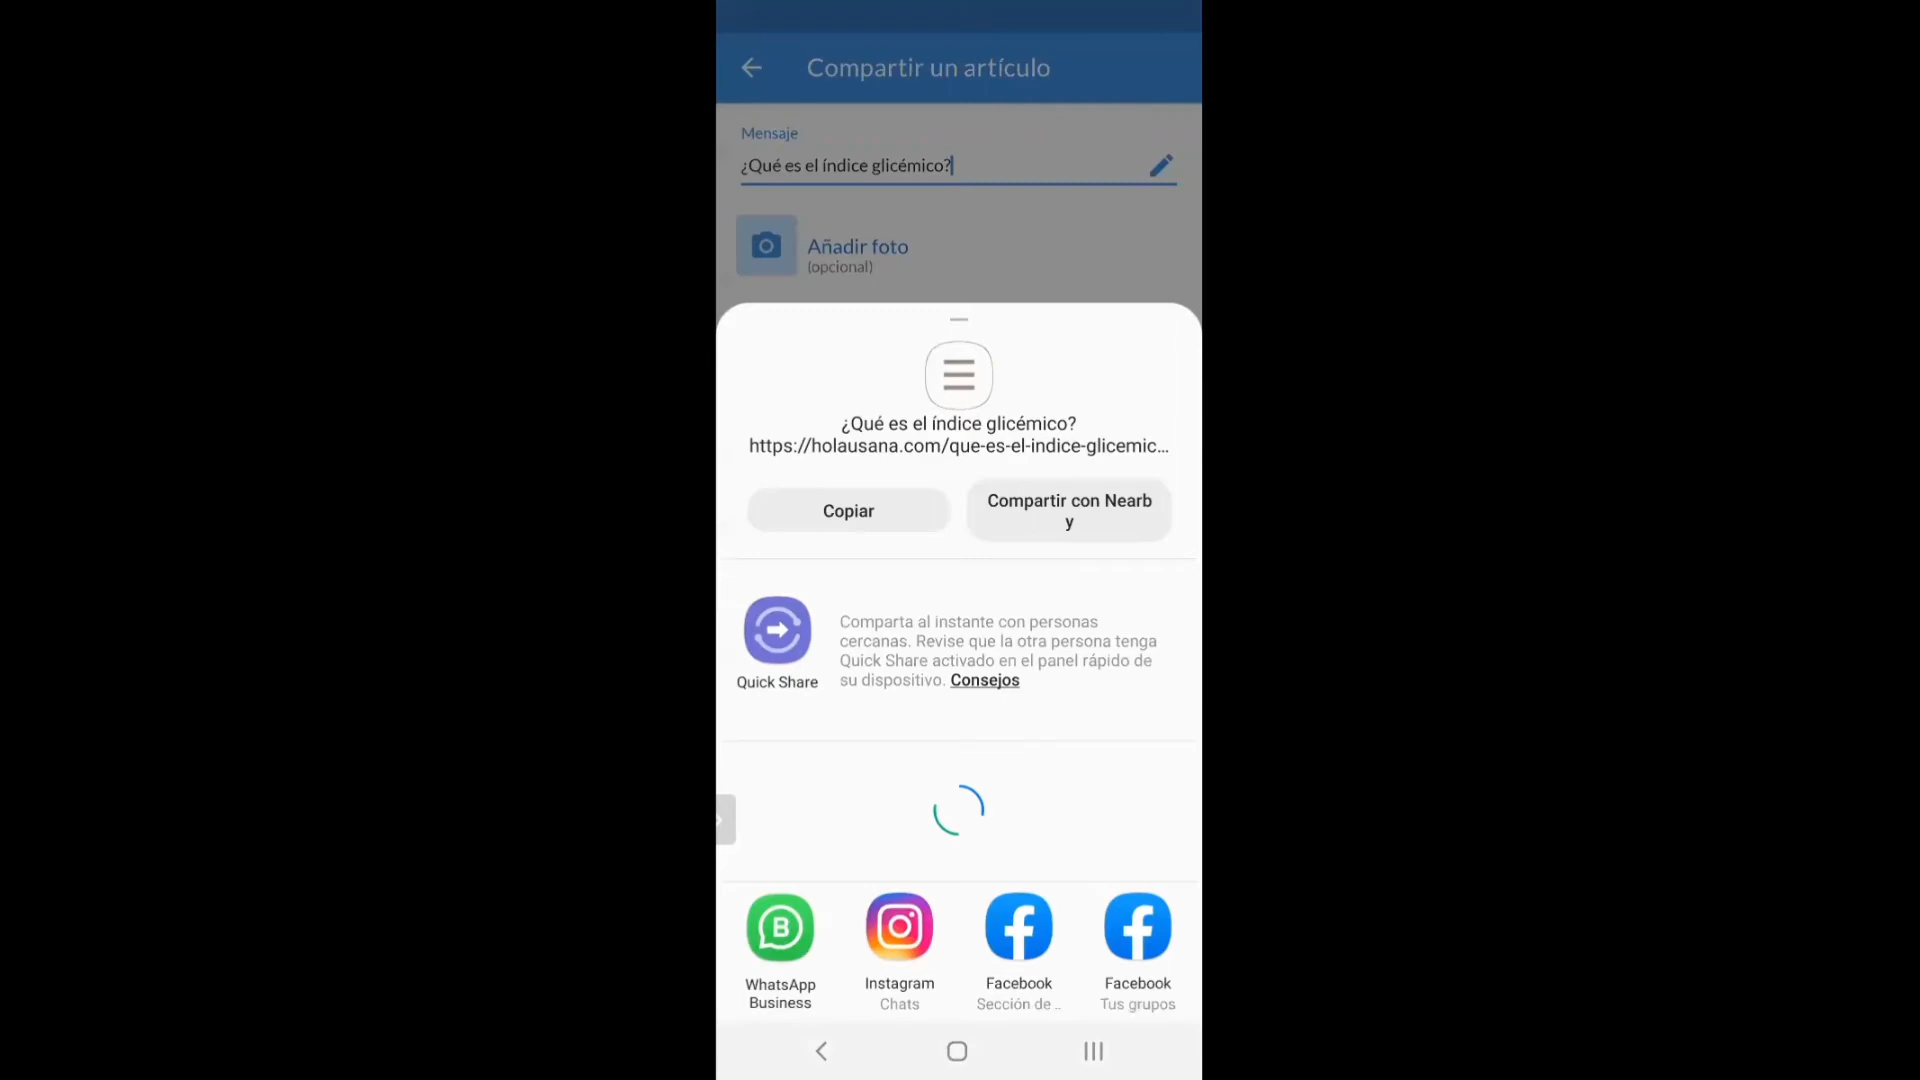 Compartir un artículo
Mensaje
¿Qué es el índice glicémico?
Añadir foto
(opcional)
¿Qué es el índice glicémico?
https://holausana.com/que-es-el-indice-glicemic...
Copiar
Compartir con Nearb
y
Comparta al instante con personas
cercanas. Revise que la otra persona tenga
Quick Share activado en el panel rápido de
su dispositivo. Consejos
Quick Share
WhatsApp
Business
Instagram
Chats
Facebook
Sección de ..
Facebook
Tus grupos